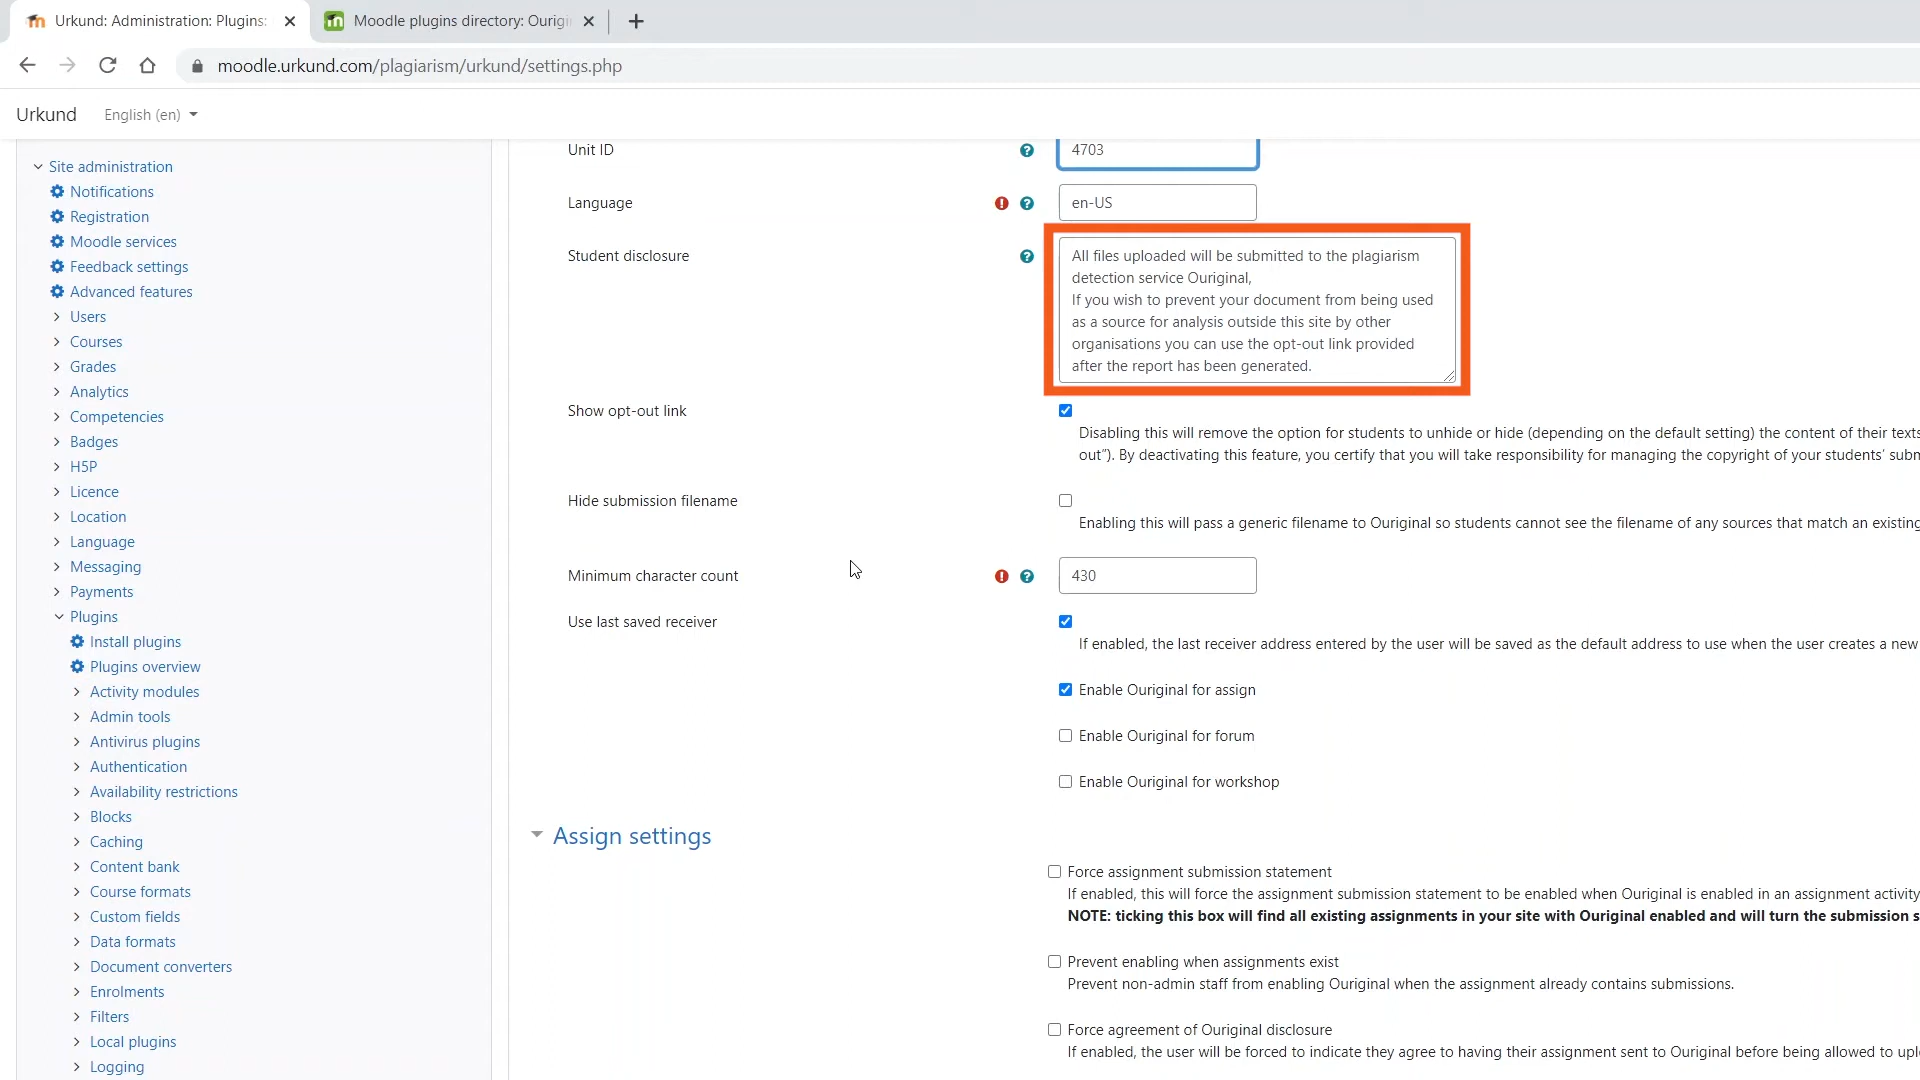 Urkund: Administration: Plugins:
Moodle plugins directory: Ourigi
moodle.urkund.com/plagiarism/urkund/settings.php
Urkund
English (en)
Site administration
Notifications
Registration
Moodle services
Feedback settings
Advanced features
Users
Courses
Grades
Analytics
Competencies
Badges
H5P
Licence
Location
Language
Messaging
Payments
Plugins
Install plugins
Plugins overview
Activity modules
Admin tools
Antivirus plugins
Authentication
Availability restrictions
Blocks
Caching
Content bank
Course formats
Custom fields
Data formats
Document converters
Enrolments
Filters
Local plugins
Logging
Unit ID
4703
Language
en-US
Student disclosure
All files uploaded will be submitted to the plagiarism
detection service Ouriginal,
If you wish to prevent your document from being used
as a source for analysis outside this site by other
organisations you can use the opt-out link provided
after the report has been generated.
Show opt-out link
Disabling this will remove the option for students to unhide or hide (depending on the default setting) the content of their texts
out”). By deactivating this feature, you certify that you will take responsibility for managing the copyright of your students’ subm
Hide submission filename
Enabling this will pass a generic filename to Ouriginal so students cannot see the filename of any sources that match an existing
Minimum character count
430
Use last saved receiver
If enabled, the last receiver address entered by the user will be saved as the default address to use when the user creates a new
Enable Ouriginal for assign
Enable Ouriginal for forum
Enable Ouriginal for workshop
Assign settings
Force assignment submission statement
If enabled, this will force the assignment submission statement to be enabled when Ouriginal is enabled in an assignment activity
NOTE: ticking this box will find all existing assignments in your site with Ouriginal enabled and will turn the submission s
Prevent enabling when assignments exist
Prevent non-admin staff from enabling Ouriginal when the assignment already contains submissions.
Force agreement of Ouriginal disclosure
If enabled, the user will be forced to indicate they agree to having their assignment sent to Ouriginal before being allowed to upl